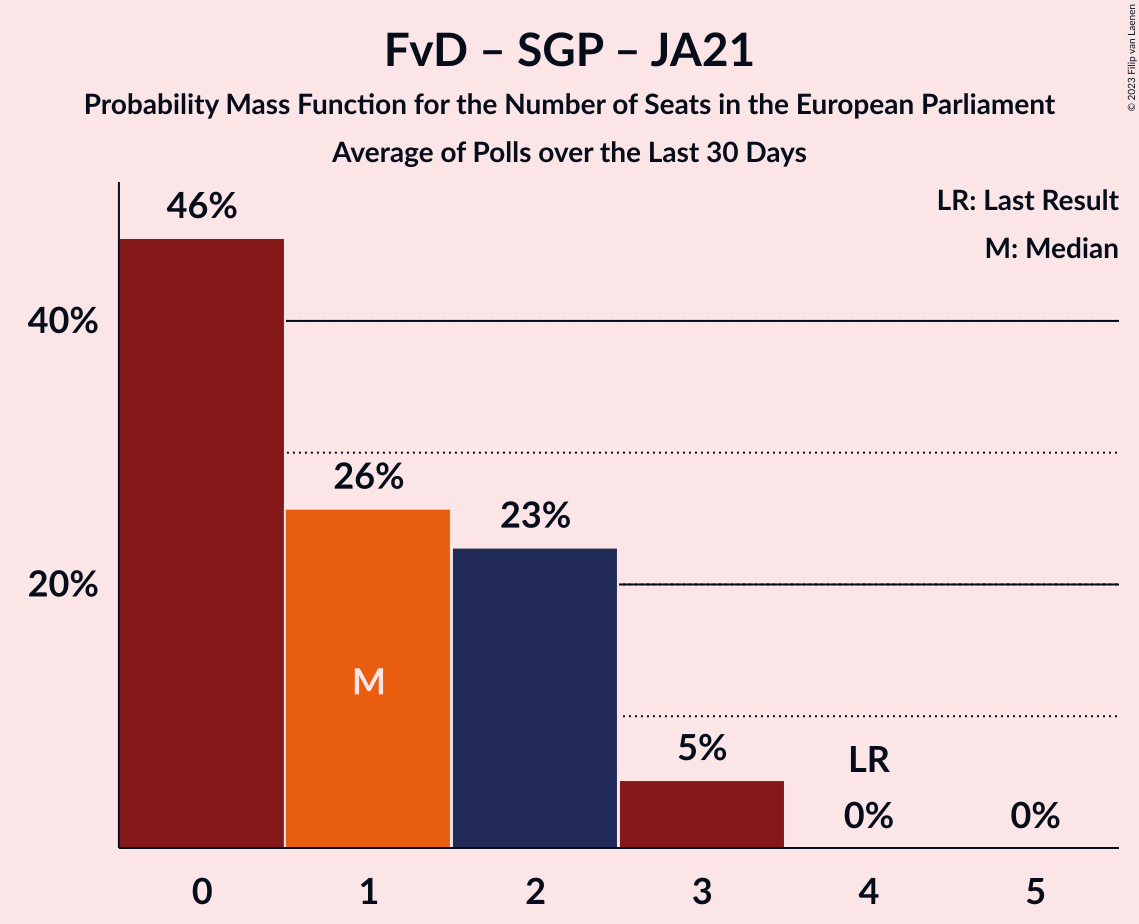 FvD – SGP – JA21
Probability Mass Function for the Number of Seats in the European Parliament
Average of Polls over the Last 30 Days
© 2023 Filip van Laenen
LR: Last Result
M: Median
46%
40%
26%
23%
20%
M
5%
LR
0%
0%
0
1
2
3
4
5